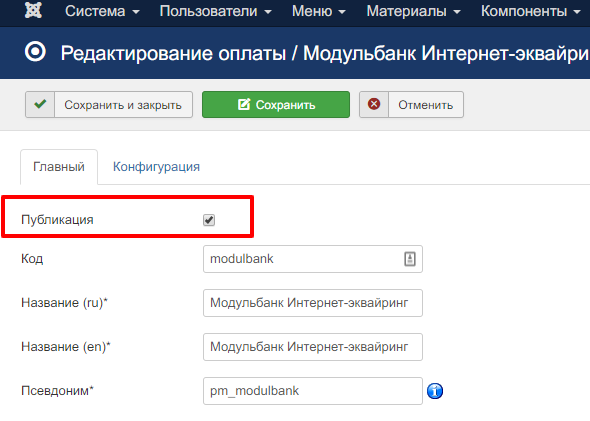 Система Пользователи Меню Материалы Компоненты
Редактирование оплаты / Модульбанк Интернет-эквайрин
Сохранить и закрыть Сохранить Отменить
Главный Конфигурация
Публикация
Код modulbank
Название (ru)* Модульбанк Интернет-эквайринг
Название (en)* Модульбанк Интернет-эквайринг
Псевдоним* pm_modulbank